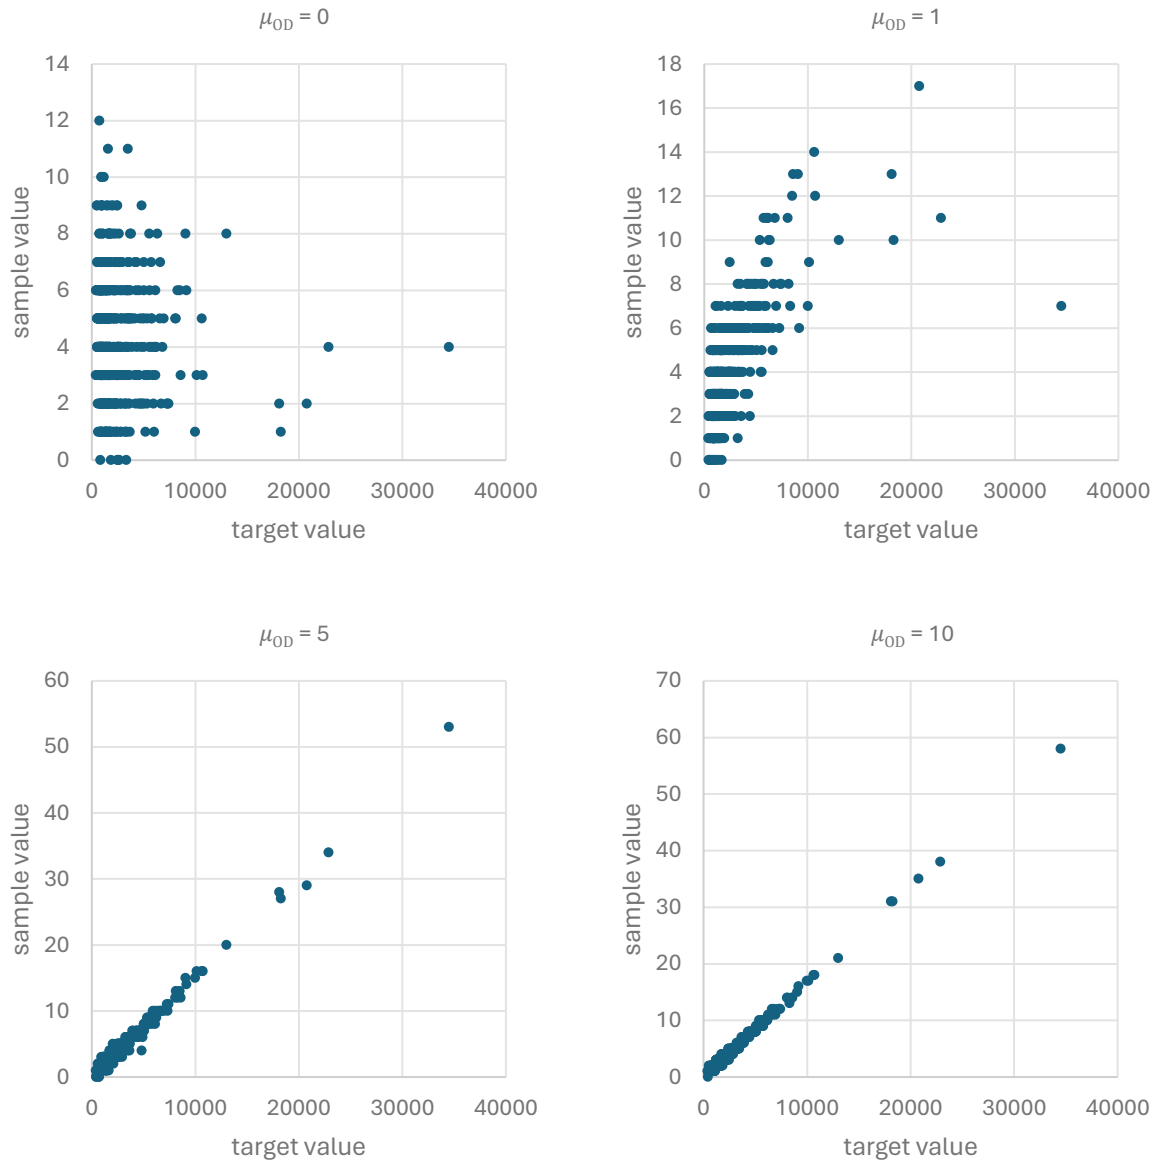 μOD = 0
14
12
10
8
6
4
2
0
sample value
0 10000 20000 30000 40000
target value
μOD = 1
18
16
14
12
10
8
6
4
2
0
sample value
0 10000 20000 30000 40000
target value
μOD = 5
60
50
40
30
20
10
0
sample value
0 10000 20000 30000 40000
target value
μOD = 10
70
60
50
40
30
20
10
0
sample value
0 10000 20000 30000 40000
target value